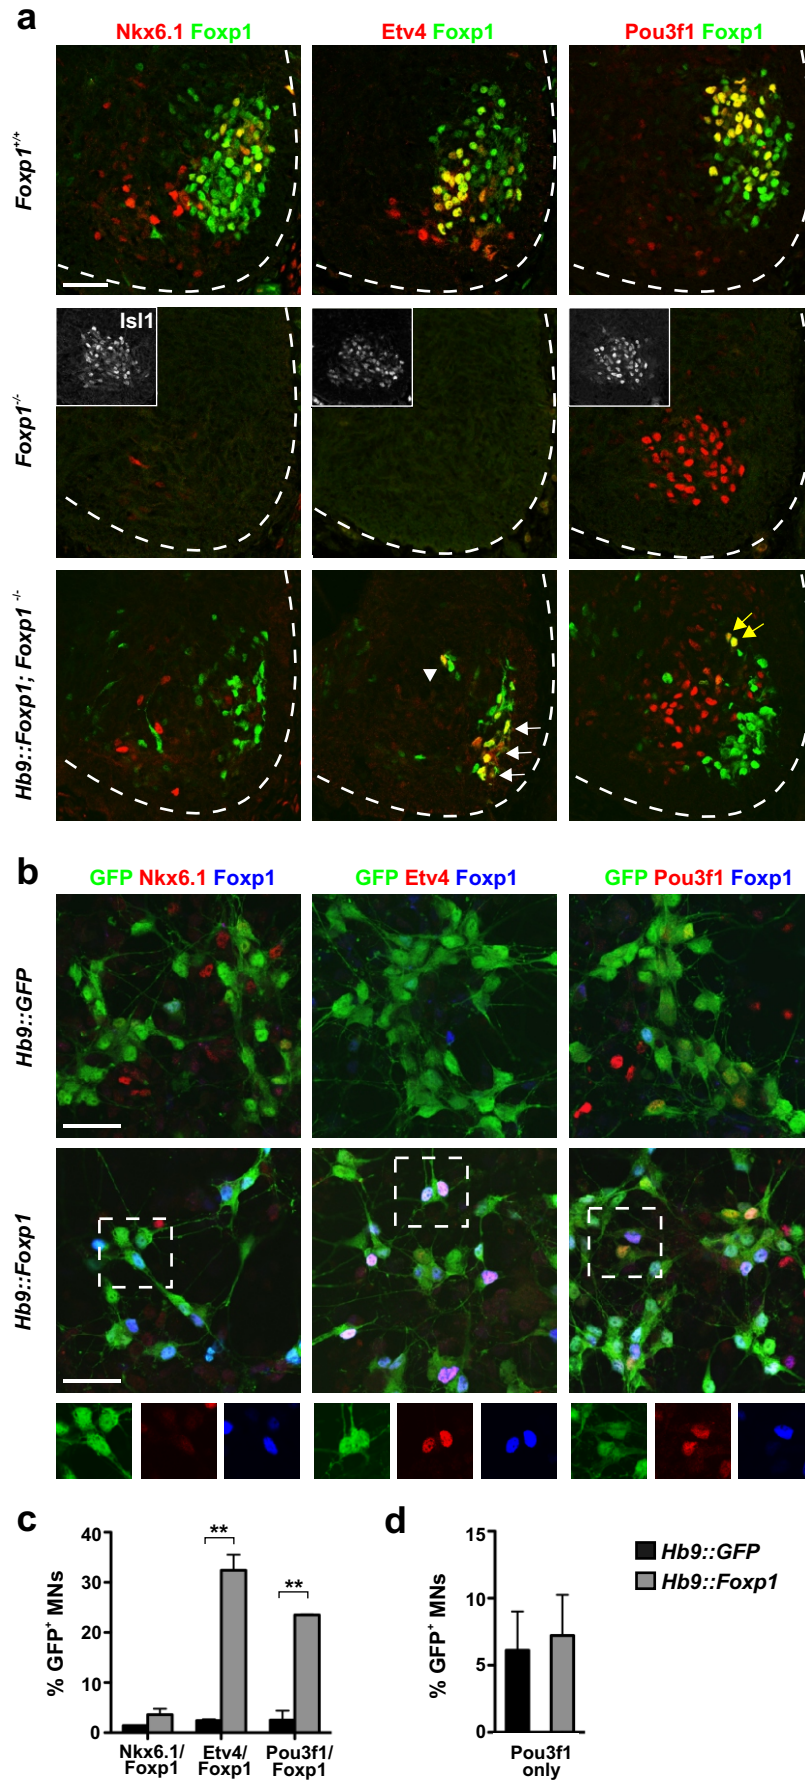 a
Nkx6.1 Foxp1
Etv4 Foxp1
Pou3f1 Foxp1
Foxp1+/+
Isl1
Foxp1-/-
Hb9::Foxp1; Foxp1-/-
b
GFP Nkx6.1 Foxp1
GFP Etv4 Foxp1
GFP Pou3f1 Foxp1
Hb9::GFP
Hb9::Foxp1
c
% GFP+ MNs
40
30
20
10
0
**
**
Nkx6.1/
Foxp1
Etv4/
Foxp1
Pou3f1/
Foxp1
d
% GFP+ MNs
15
10
5
0
Pou3f1
only
Hb9::GFP
Hb9::Foxp1